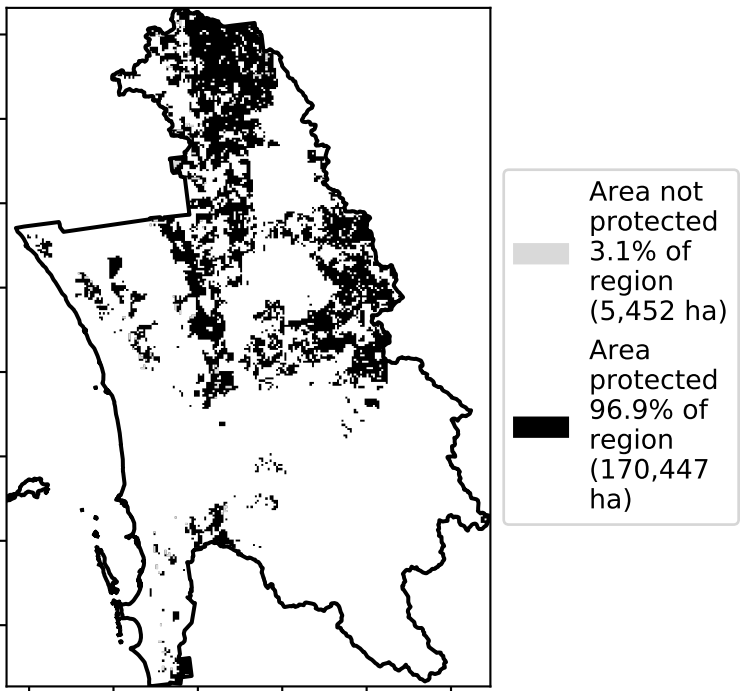 Area not
protected
3.1% of
region
(5,452 ha)
Area
protected
96.9% of
region
(170,447
ha)